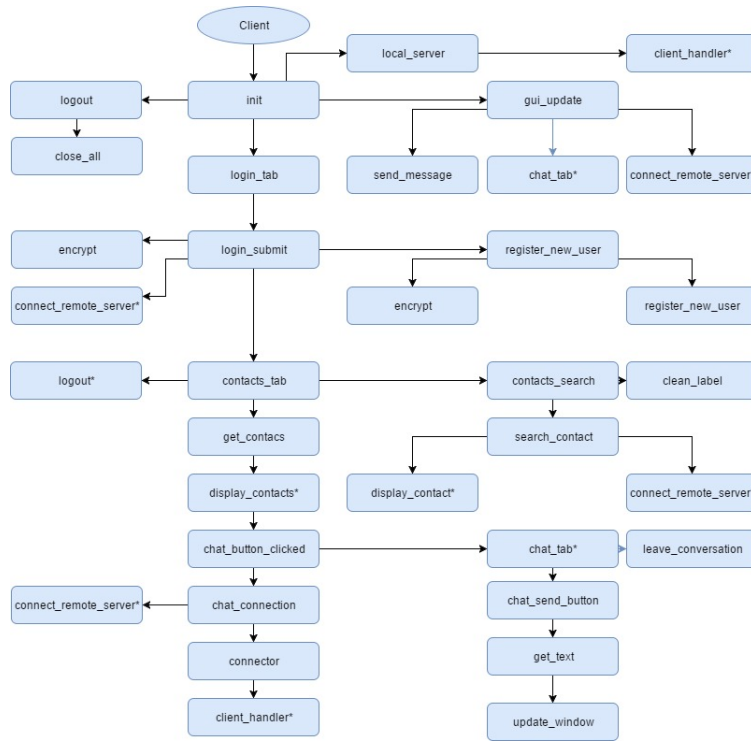 Client
local_server
client_handler*
logout
init
gui_update
close_all
login_tab
send_message
chat_tab*
connect_remote_server
encrypt
login_submit
register_new_user
connect_remote_server*
encrypt
register_new_user
logout*
contacts_tab
contacts_search
clean_label
get_contacs
search_contact
display_contacts*
display_contact*
connect_remote_server
chat_button_clicked
chat_tab*
leave_conversation
connect_remote_server*
chat_connection
chat_send_button
connector
get_text
client_handler*
update_window